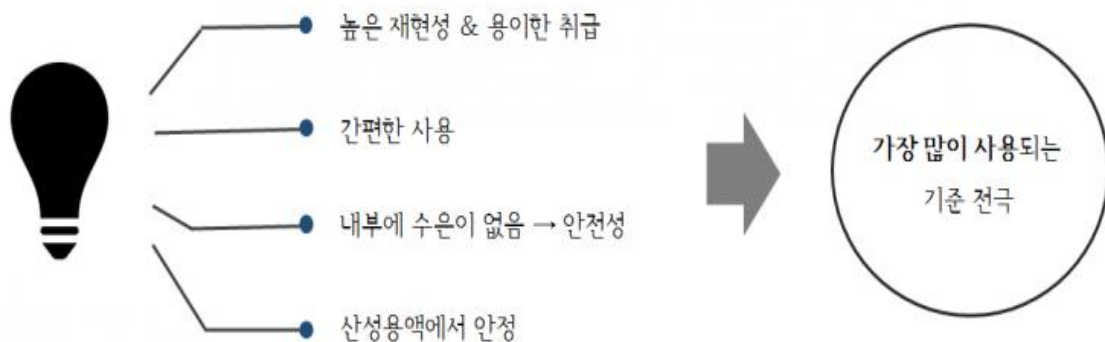 높은 재현성 & 용이한 취급
간편한 사용
내부에 수은이 없음 → 안전성
산성용액에서 안정
가장 많이 사용되는
기준 전극